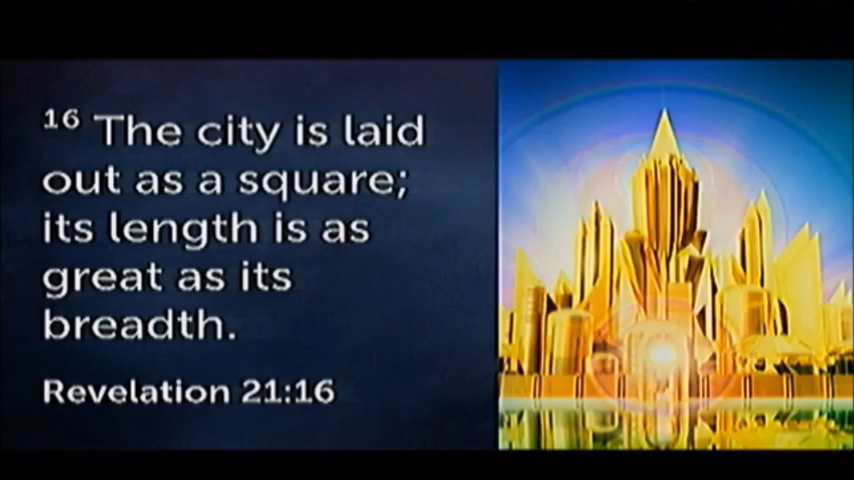 16 The city is laid
out as a square;
its length is as
great as its
breadth.
Revelation 21:16